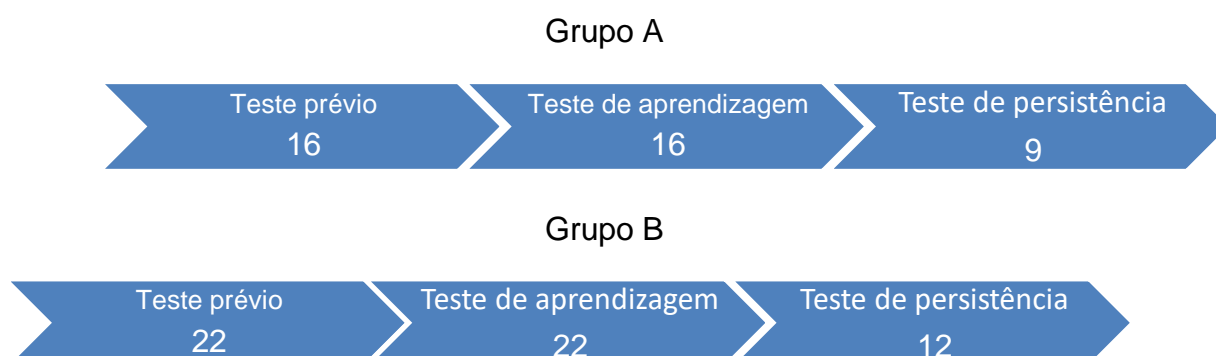 Grupo A
Teste prévio
16
Teste de aprendizagem
16
Teste de persistência
9
Grupo B
Teste prévio
22
Teste de aprendizagem
22
Teste de persistência
12